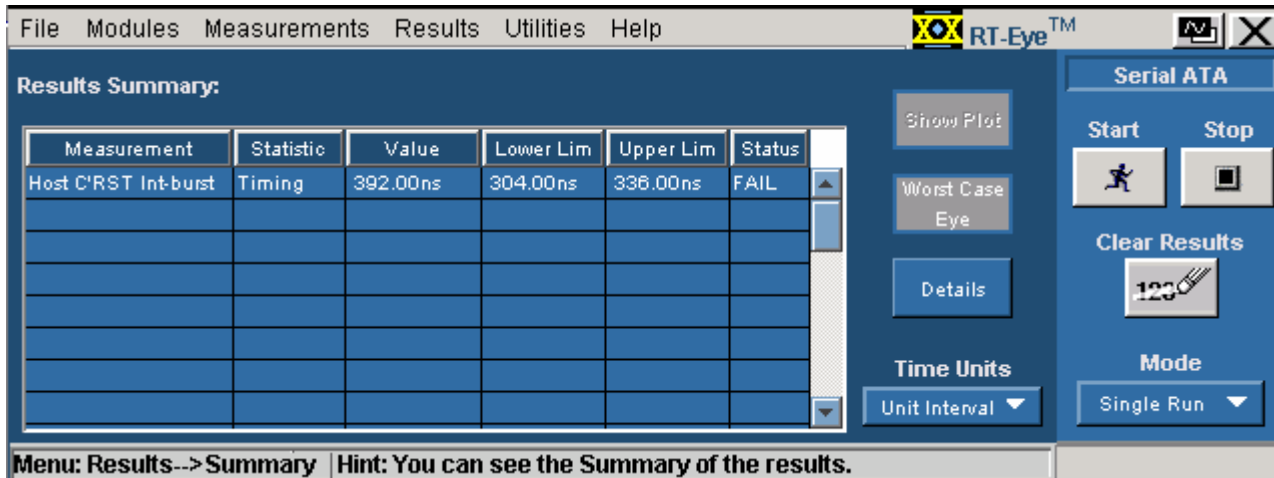 File Modules Measurements Results Utilities Help RT-Eye™
Results Summary:
Serial ATA
Show Plot
Start Stop
Measurement Statistic Value Lower Lim Upper Lim Status
Host C'RST Int-burst Timing 392.00ns 304.00ns 336.00ns FAIL
Worst Case
Eye
Clear Results
Details
123
Time Units
Mode
Unit Interval
Single Run
Menu: Results-->Summary |Hint: You can see the Summary of the results.